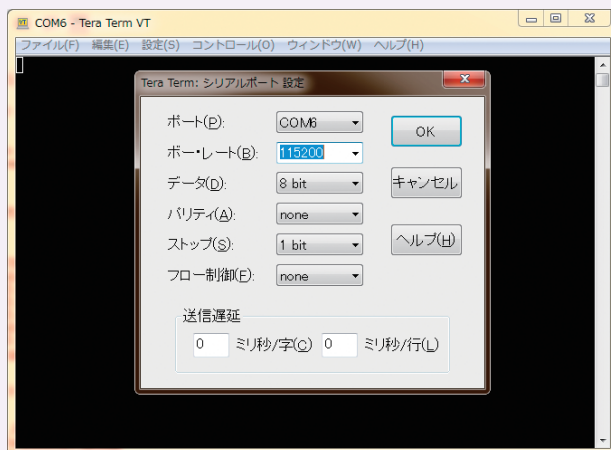 COM6 - Tera Term VT
ファイル(F) 編集(E) 設定(S) コントロール(O) ウィンドウ(W) ヘルプ(H)
Tera Term: シリアルポート 設定
ポート(P): COM6
OK
ボー・レート(B): 115200
データ(D): 8 bit
キャンセル
パリティ(A): none
ストップ(S): 1 bit
ヘルプ(H)
フロー制御(F): none
送信遅延
0 ミリ秒/字(C) 0 ミリ秒/行(L)